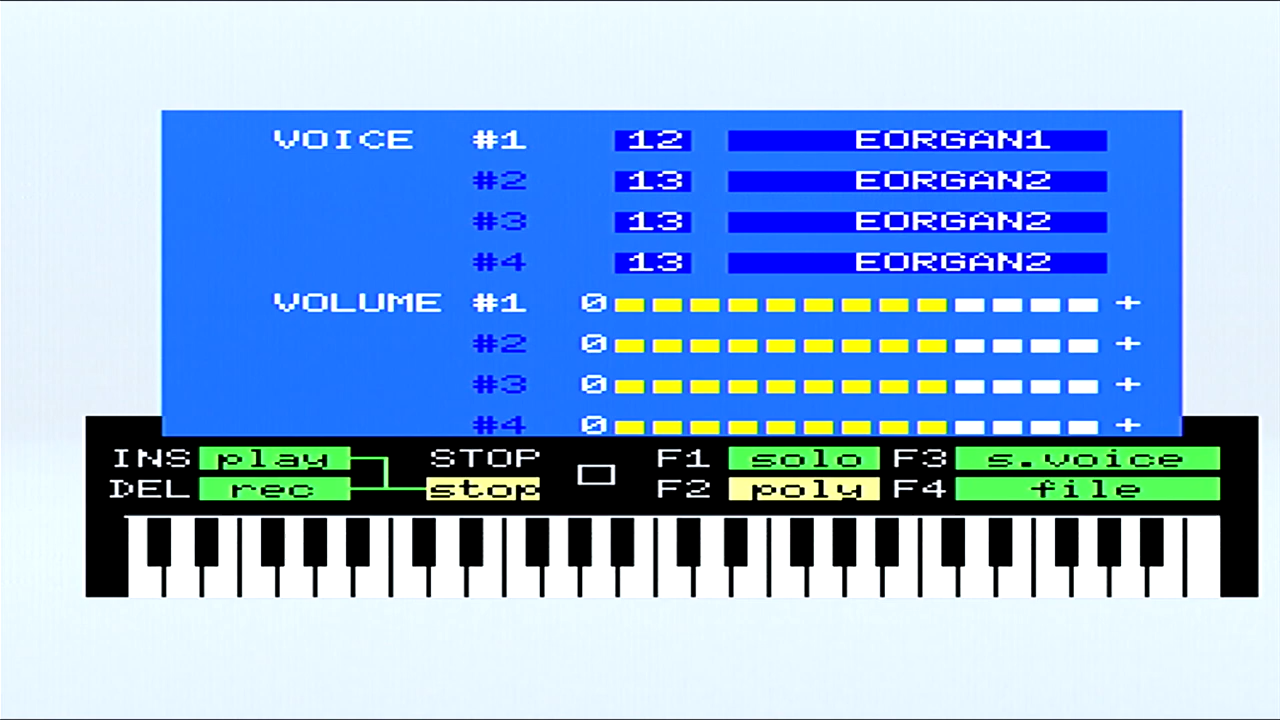 VOICE #1 12 EORGAN1
#2 13 EORGAN2
#3 13 EORGAN2
#4 13 EORGAN2
VOLUME #1 0 +
#2 0 +
#3 0 +
#4 0 +
INS play STOP F1 solo F3 s.voice
DEL rec stop F2 poly F4 file